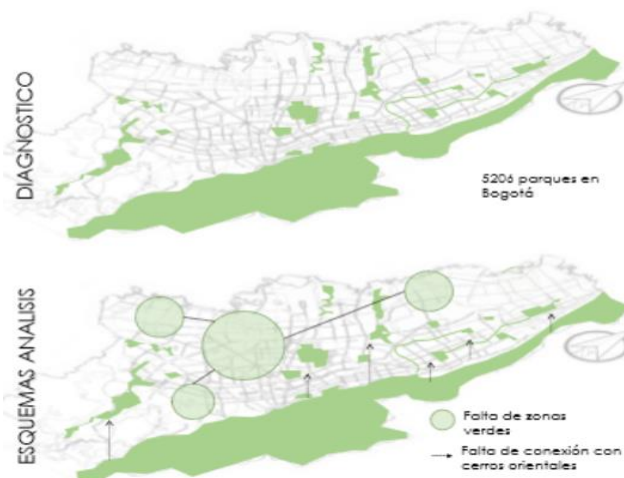 DIAGNOSTICO
5206 parques en
Bogotá
ESQUEMAS ANALISIS
Falta de zonas
verdes
Falta de conexión con
cerros orientales